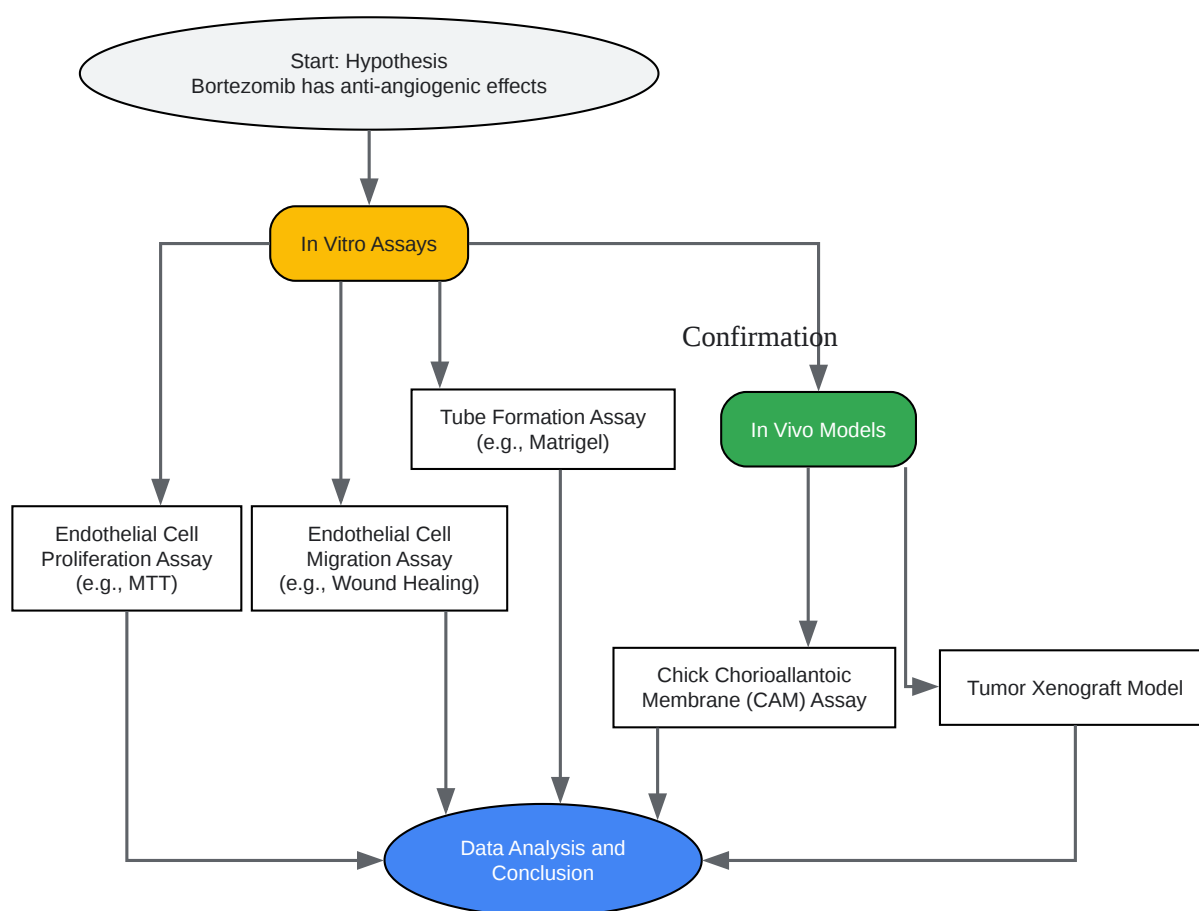 Start: Hypothesis
Bortezomib has anti-angiogenic effects
In Vitro Assays
Confirmation
Tube Formation Assay
(e.g., Matrigel)
In Vivo Models
Endothelial Cell
Proliferation Assay
(e.g., MTT)
Endothelial Cell
Migration Assay
(e.g., Wound Healing)
Chick Chorioallantoic
Membrane (CAM) Assay
Tumor Xenograft Model
Data Analysis and
Conclusion